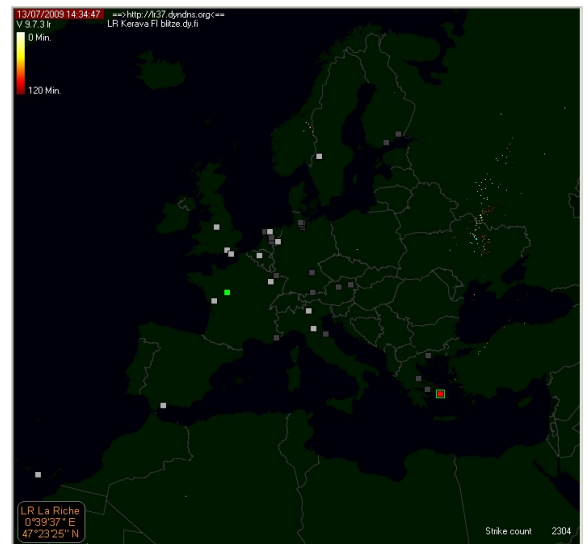 13/07/2009 14:34:47 ==>http://lr37.dyndns.org<==
V 9.7.3 lr LR Kerava FI blitze.dy.fi
0 Min.
120 Min.
LR La Riche
0°39'37" E
47°23'25" N
Strike count 2304